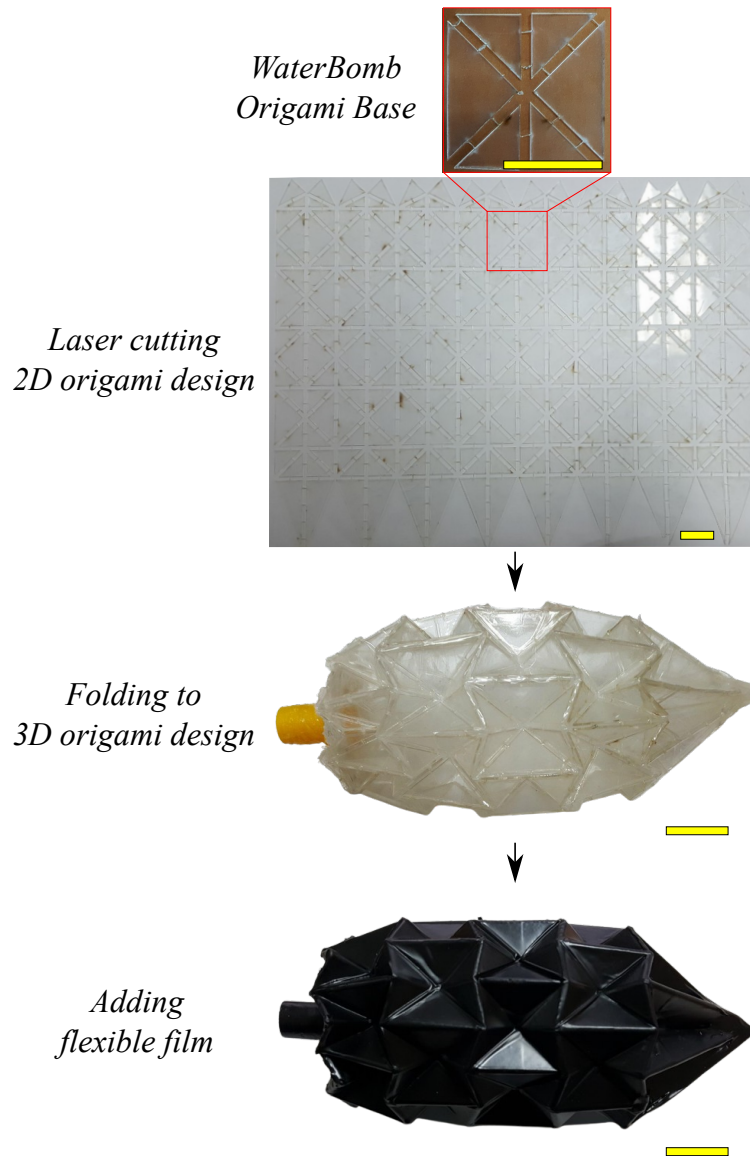 WaterBomb
Origami Base
Laser cutting
2D origami design
Folding to
3D origami design
Adding
flexible film